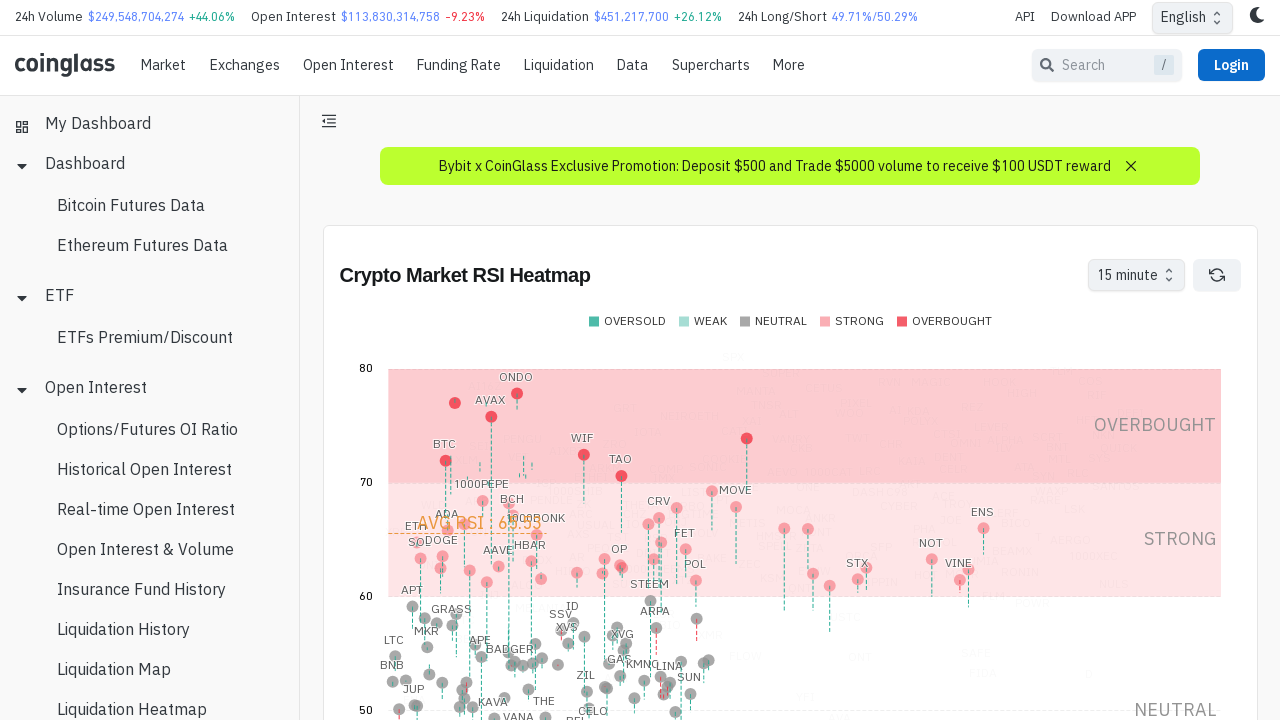 24h Volume $249,548,704,274 +44.06% Open Interest $113,830,314,758 -9.23% 24h Liquidation $451,217,700 +26.12% 24h Long/Short 49.71%/50.29% API Download APP English
coinglass Market Exchanges Open Interest Funding Rate Liquidation Data Supercharts More Search / Login
My Dashboard
Dashboard
Bitcoin Futures Data
Ethereum Futures Data
ETF
ETFs Premium/Discount
Open Interest
Options/Futures OI Ratio
Historical Open Interest
Real-time Open Interest
Open Interest & Volume
Insurance Fund History
Liquidation History
Liquidation Map
Liquidation Heatmap
Bybit x CoinGlass Exclusive Promotion: Deposit $500 and Trade $5000 volume to receive $100 USDT reward
Crypto Market RSI Heatmap 15 minute
OVERSOLD WEAK NEUTRAL STRONG OVERBOUGHT
80
ONDO
AVAX
OVERBOUGHT
WIF
BTC
TAO
70
1000PEPE
MOVE
BCH
CRV
ENS
ADA
1000BONK
AVG RSI
ETH
FET
STRONG
DOGE
HBAR
NOT
AAVE
OP
STX
VINE
POL
STEEM
APT
60
GRASS
ID
ARPA
SSV
XVS
MKR
XVG
LTC
APE
BADGER
GAS
BNB
KMNO
LINA
ZIL
SUN
JUP
KAVA
THE
50
CELO
NEUTRAL
VANA